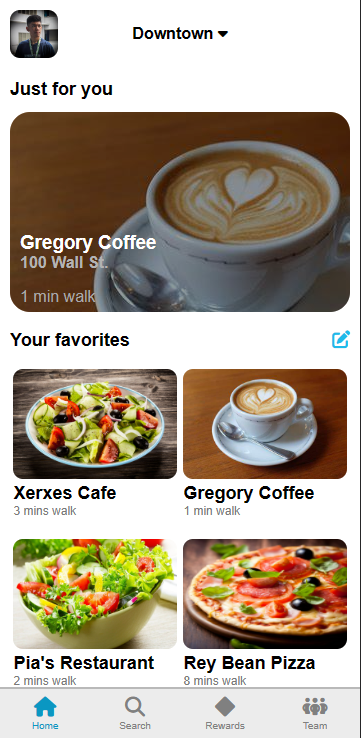 Downtown
Just for you
Gregory Coffee
100 Wall St.
1 min walk
Your favorites
Xerxes Cafe
3 mins walk
Gregory Coffee
1 min walk
Pia's Restaurant
2 mins walk
Rey Bean Pizza
8 mins walk
Home
Search
Rewards
Team